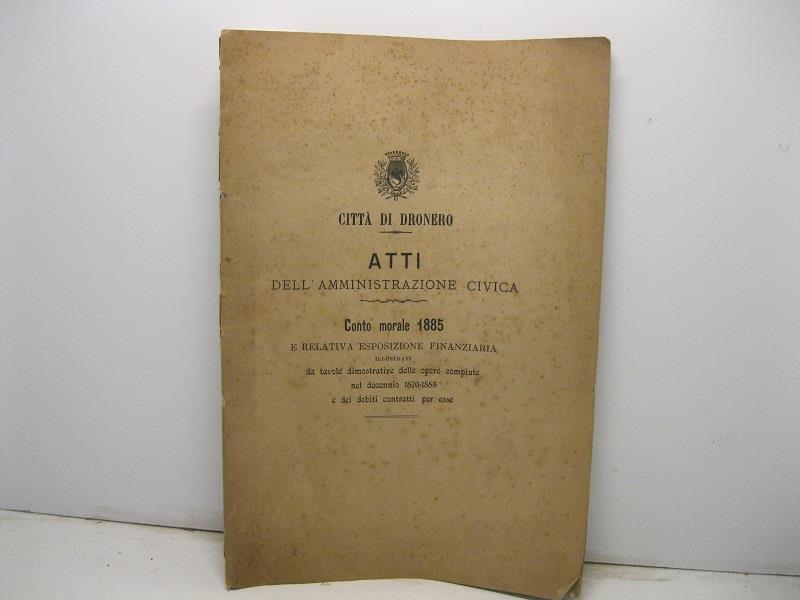 CITTÀ DI DRONERO
ATTI
DELL'AMMINISTRAZIONE CIVICA
Conto morale 1885
E RELATIVA ESPOSIZIONE FINANZIARIA
ILLUSTRATI
da tavole dimostrative delle opere compiute
nel decennio 1876-1885
e dei debiti contratti per esse